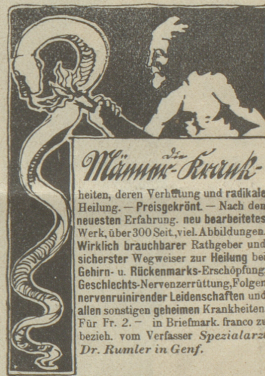 Die
Männer-Krank-
heiten, deren Verhütung und radikale
Heilung. — Preisgekrönt. — Nach den
neuesten Erfahrung. neu bearbeitetes
Werk, über 300 Seit., viel. Abbildungen.
Wirklich brauchbarer Rathgeber und
sicherster Wegweiser zur Heilung bei
Gehirn- u. Rückenmarks-Erschöpfung,
Geschlechts-Nervenzerrüttung, Folgen
nervenruinirender Leidenschaften und
allen sonstigen geheimen Krankheiten.
Für Fr. 2.— in Briefmark. franco zu
bezieh. vom Verfasser Spezialarzt
Dr. Rumler in Genf.